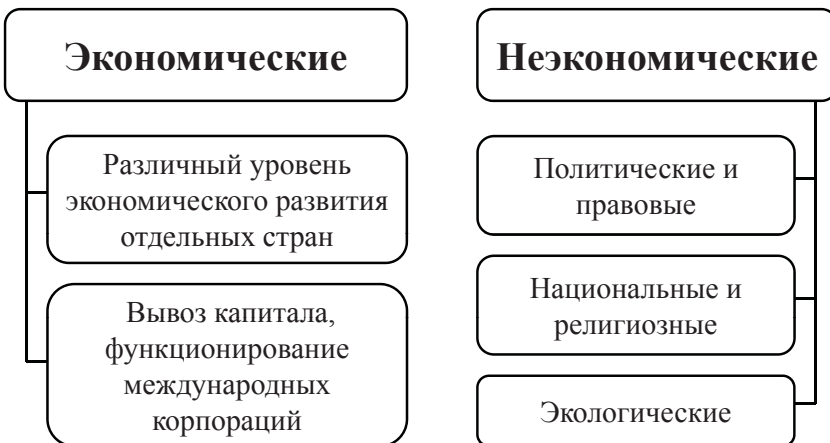 Экономические
Различный уровень
экономического развития
отдельных стран
Вывоз капитала,
функционирование
международных
корпораций
Неэкономические
Политические и
правовые
Национальные и
религиозные
Экологические